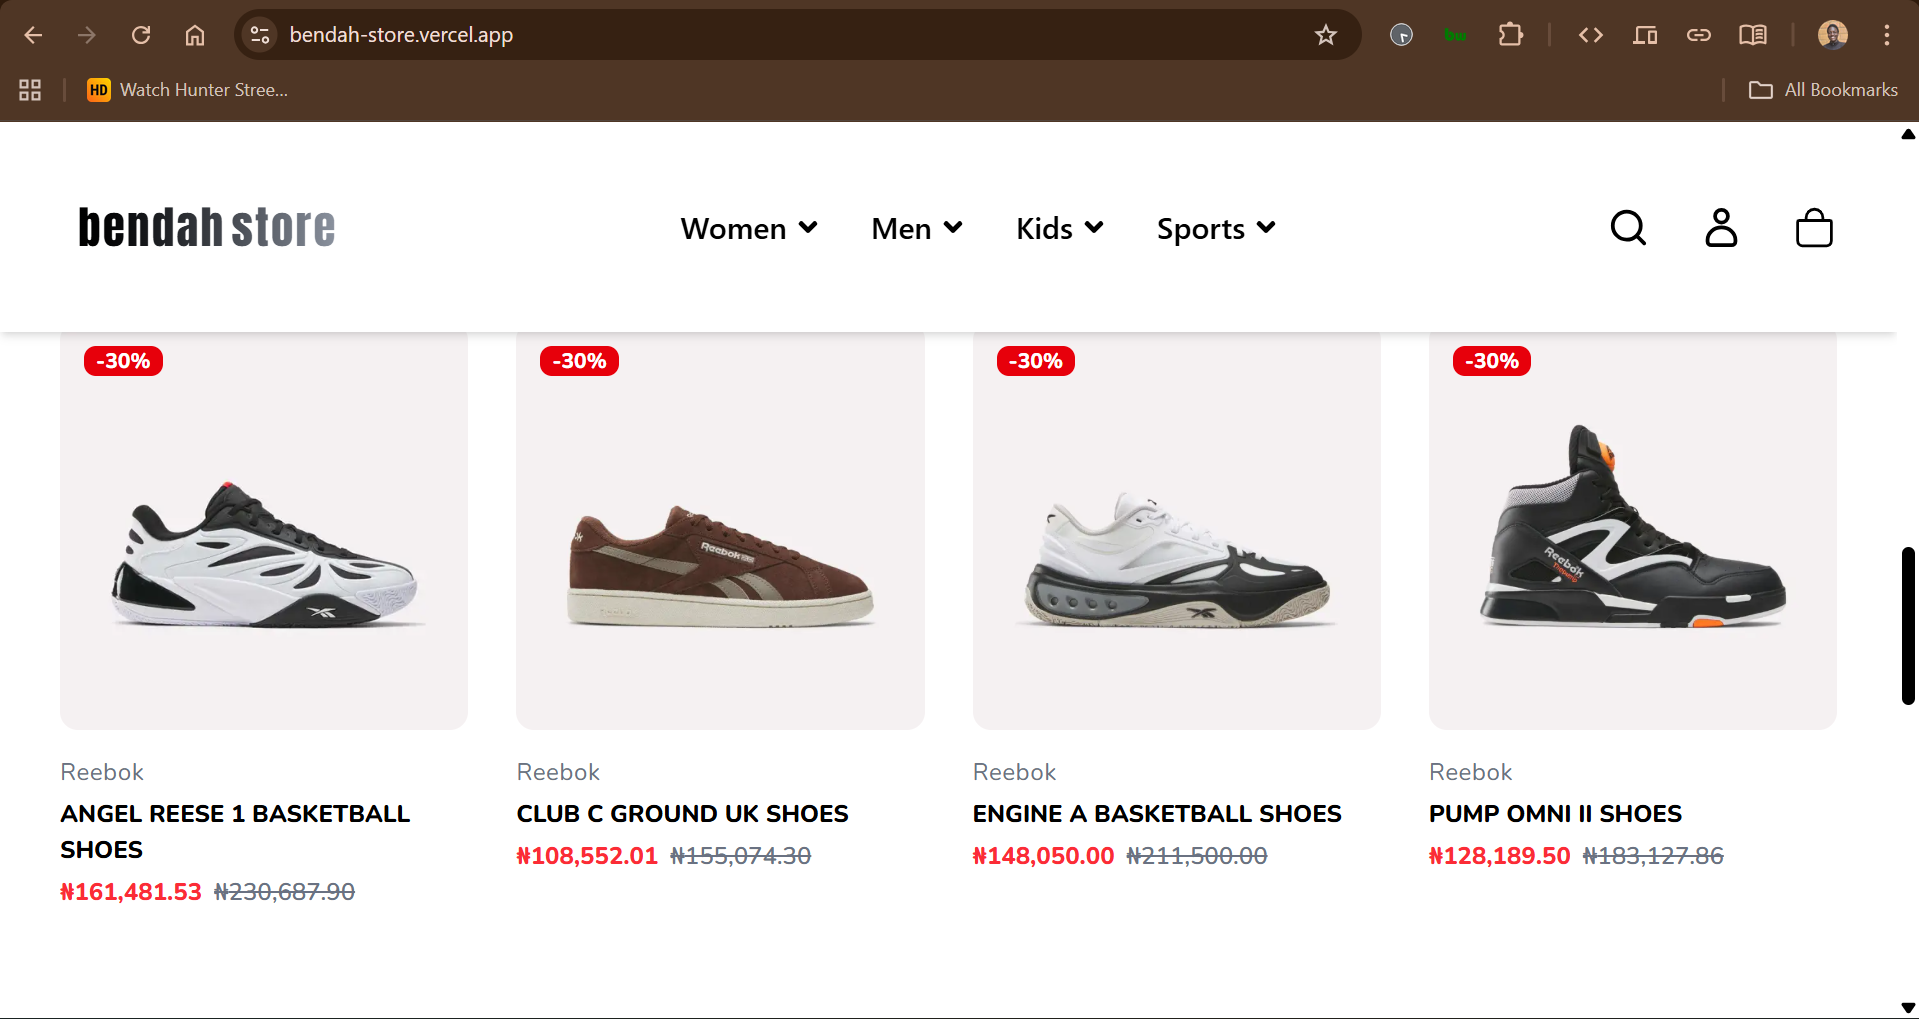 bendah-store.vercel.app
bw
HD Watch Hunter Stree...
All Bookmarks
bendah store
Women
Men
Kids
Sports
-30%
-30%
-30%
-30%
Reebok
Reebok
Reebok
ANGEL REESE 1 BASKETBALL
SHOES
₦161,481.53 ₦230,687.90
Reebok
CLUB C GROUND UK SHOES
₦108,552.01 ₦155,074.30
Reebok
ENGINE A BASKETBALL SHOES
₦148,050.00 ₦211,500.00
Reebok
PUMP OMNI II SHOES
₦128,189.50 ₦183,127.86